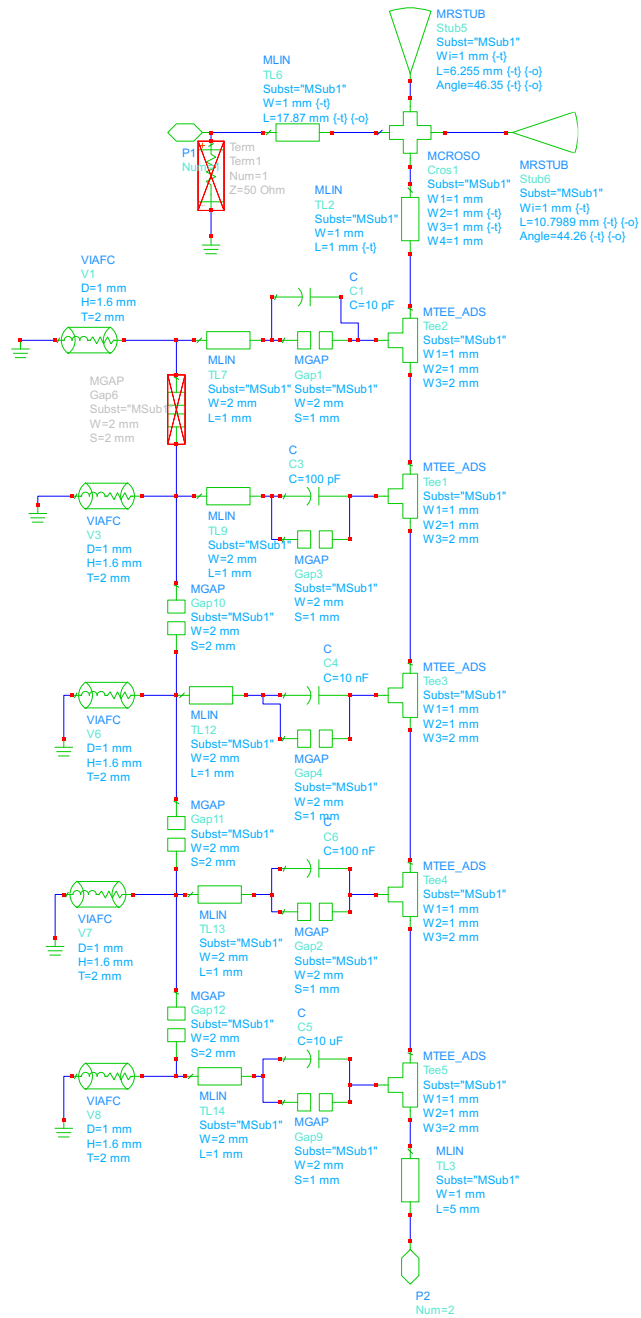 MRSTUB
Stub5
Subst="MSub1"
Wi=1 mm {-t}
L=6.255 mm {-t} {-o}
Angle=46.35 {-t} {-o}
MLIN
TL6
Subst="MSub1"
W=1 mm {-t}
L=17.87 mm {-t} {-o}
P1
Num=1
Term
Term1
Num=1
Z=50 Ohm
MCROSO
Cros1
Subst="MSub1"
W1=1 mm
W2=1 mm {-t}
W3=1 mm {-t}
W4=1 mm
MRSTUB
Stub6
Subst="MSub1"
Wi=1 mm {-t}
L=10.7989 mm {-t} {-o}
Angle=44.26 {-t} {-o}
MLIN
TL2
Subst="MSub1"
W=1 mm
L=1 mm {-t}
VIAFC
V1
D=1 mm
H=1.6 mm
T=2 mm
C
C1
C=10 pF
MLIN
TL7
Subst="MSub1"
W=2 mm
L=1 mm
MGAP
Gap1
Subst="MSub1"
W=2 mm
S=1 mm
MTEE_ADS
Tee2
Subst="MSub1"
W1=1 mm
W2=1 mm
W3=2 mm
MGAP
Gap6
Subst="MSub1"
W=2 mm
S=2 mm
C
C3
C=100 pF
VIAFC
V3
D=1 mm
H=1.6 mm
T=2 mm
MLIN
TL9
Subst="MSub1"
W=2 mm
L=1 mm
MGAP
Gap3
Subst="MSub1"
W=2 mm
S=1 mm
MTEE_ADS
Tee1
Subst="MSub1"
W1=1 mm
W2=1 mm
W3=2 mm
MGAP
Gap10
Subst="MSub1"
W=2 mm
S=2 mm
C
C4
C=10 nF
VIAFC
V6
D=1 mm
H=1.6 mm
T=2 mm
MLIN
TL12
Subst="MSub1"
W=2 mm
L=1 mm
MGAP
Gap4
Subst="MSub1"
W=2 mm
S=1 mm
MTEE_ADS
Tee3
Subst="MSub1"
W1=1 mm
W2=1 mm
W3=2 mm
MGAP
Gap11
Subst="MSub1"
W=2 mm
S=2 mm
C
C6
C=100 nF
VIAFC
V7
D=1 mm
H=1.6 mm
T=2 mm
MLIN
TL13
Subst="MSub1"
W=2 mm
L=1 mm
MGAP
Gap2
Subst="MSub1"
W=2 mm
S=1 mm
MTEE_ADS
Tee4
Subst="MSub1"
W1=1 mm
W2=1 mm
W3=2 mm
MGAP
Gap12
Subst="MSub1"
W=2 mm
S=2 mm
C
C5
C=10 uF
VIAFC
V8
D=1 mm
H=1.6 mm
T=2 mm
MLIN
TL14
Subst="MSub1"
W=2 mm
L=1 mm
MGAP
Gap9
Subst="MSub1"
W=2 mm
S=1 mm
MTEE_ADS
Tee5
Subst="MSub1"
W1=1 mm
W2=1 mm
W3=2 mm
MLIN
TL3
Subst="MSub1"
W=1 mm
L=5 mm
P2
Num=2